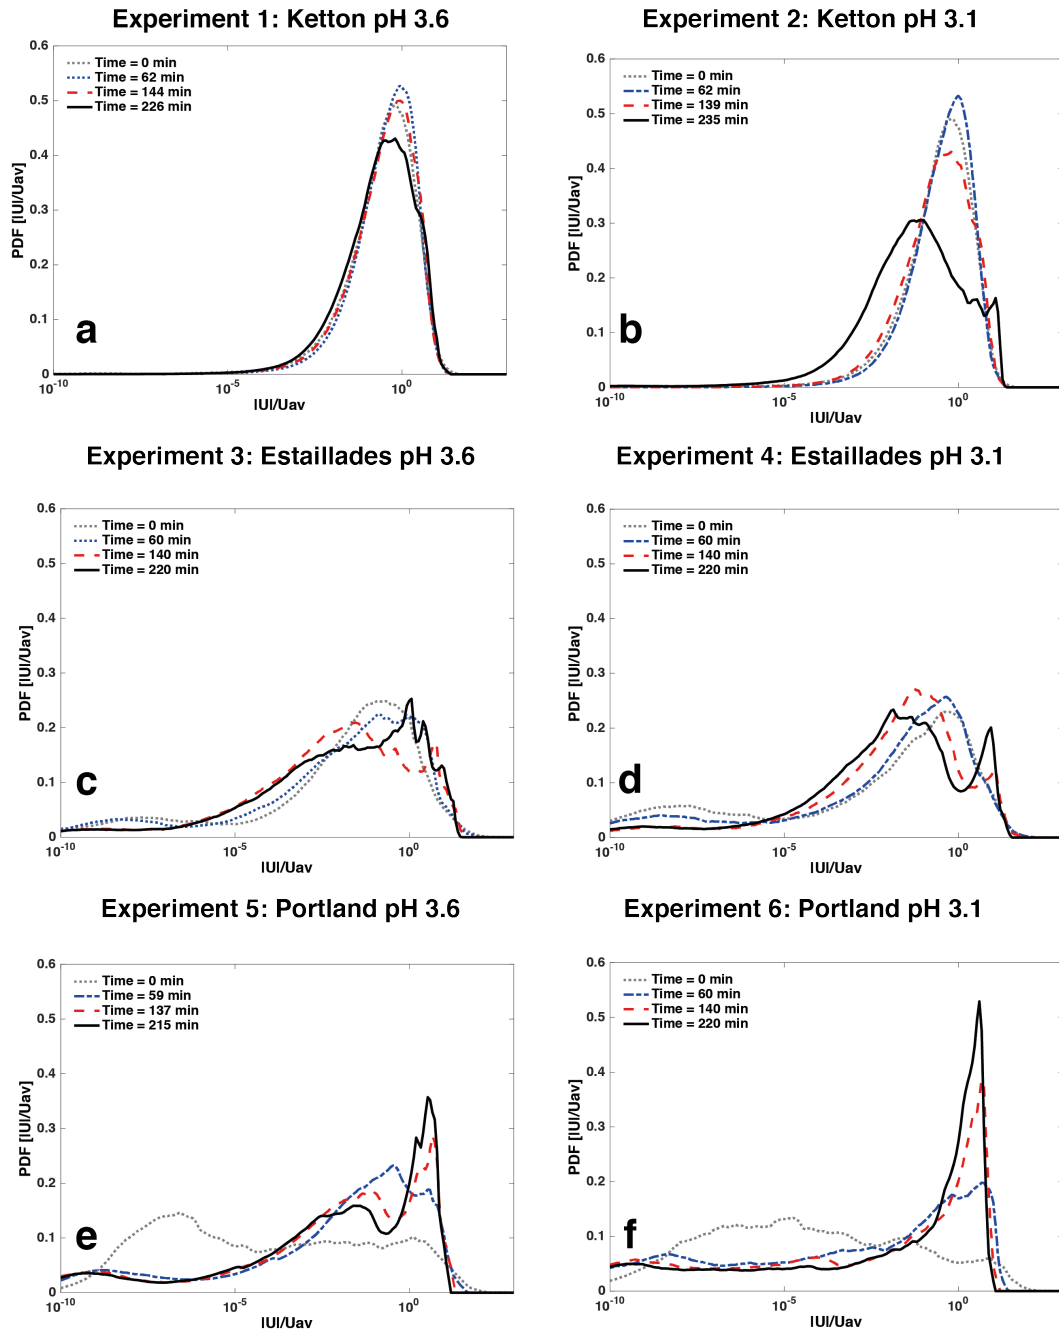 Experiment 1: Ketton pH 3.6
0.6
0.5
0.4
0.3
0.2
0.1
0
PDF [IUI/Uav]
Time = 0 min
Time = 62 min
Time = 144 min
Time = 226 min
a
10-10
10-5
100
IUI/Uav
Experiment 2: Ketton pH 3.1
0.6
0.5
0.4
0.3
0.2
0.1
0
PDF [IUI/Uav]
Time = 0 min
Time = 62 min
Time = 139 min
Time = 235 min
b
10-10
10-5
100
IUI/Uav
Experiment 3: Estaillades pH 3.6
0.6
0.5
0.4
0.3
0.2
0.1
0
PDF [IUI/Uav]
Time = 0 min
Time = 60 min
Time = 140 min
Time = 220 min
c
10-10
10-5
100
IUI/Uav
Experiment 4: Estaillades pH 3.1
0.6
0.5
0.4
0.3
0.2
0.1
0
PDF [IUI/Uav]
Time = 0 min
Time = 60 min
Time = 140 min
Time = 220 min
d
10-10
10-5
100
IUI/Uav
Experiment 5: Portland pH 3.6
0.6
0.5
0.4
0.3
0.2
0.1
0
PDF [IUI/Uav]
Time = 0 min
Time = 59 min
Time = 137 min
Time = 215 min
e
10-10
10-5
100
IUI/Uav
Experiment 6: Portland pH 3.1
0.6
0.5
0.4
0.3
0.2
0.1
0
PDF [IUI/Uav]
Time = 0 min
Time = 60 min
Time = 140 min
Time = 220 min
f
10-10
10-5
100
IUI/Uav